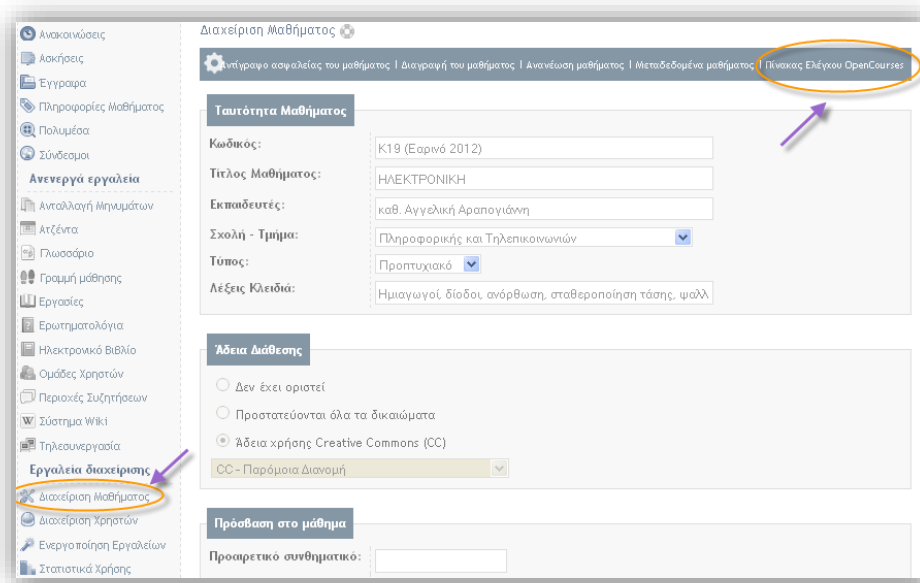 Ανακοινώσεις
Ασκήσεις
Έγγραφα
Πληροφορίες Μαθήματος
Πολυμέσα
Σύνδεσμοι
Ανενεργά εργαλεία
Ανταλλαγή Μηνυμάτων
Ατζέντα
Γλωσσάριο
Γραμμή μάθησης
Εργασίες
Ερωτηματολόγια
Ηλεκτρονικό Βιβλίο
Ομάδες Χρηστών
Περιοχές Συζητήσεων
Σύστημα Wiki
Τηλεσυνεργασία
Εργαλεία διαχείρισης
Διαχείριση Μαθήματος
Διαχείριση Χρηστών
Ενεργοποίηση Εργαλείων
Στατιστικά Χρήσης
Διαχείριση Μαθήματος
ντίγραφο ασφαλείας του μαθήματος | Διαγραφή του μαθήματος | Ανανέωση μαθήματος | Μεταδεδομένα μαθήματος | Πίνακας Ελέγχου OpenCourses
Ταυτότητα Μαθήματος
Κωδικός: Κ19 (Εαρινό 2012)
Τίτλος Μαθήματος: ΗΛΕΚΤΡΟΝΙΚΗ
Εκπαιδευτές: καθ. Αγγελική Αραπογιάννη
Σχολή - Τμήμα: Πληροφορικής και Τηλεπικοινωνιών
Τύπος: Προπτυχιακό
Λέξεις Κλειδιά: Ημιαγωγοί, δίοδοι, ανόρθωση, σταθεροποίηση τάσης, ψαλλ
Άδεια Διάθεσης
Δεν έχει οριστεί
Προστατεύονται όλα τα δικαιώματα
Άδεια χρήσης Creative Commons (CC)
CC - Παρόμοια Διανομή
Πρόσβαση στο μάθημα
Προαιρετικό συνθηματικό: